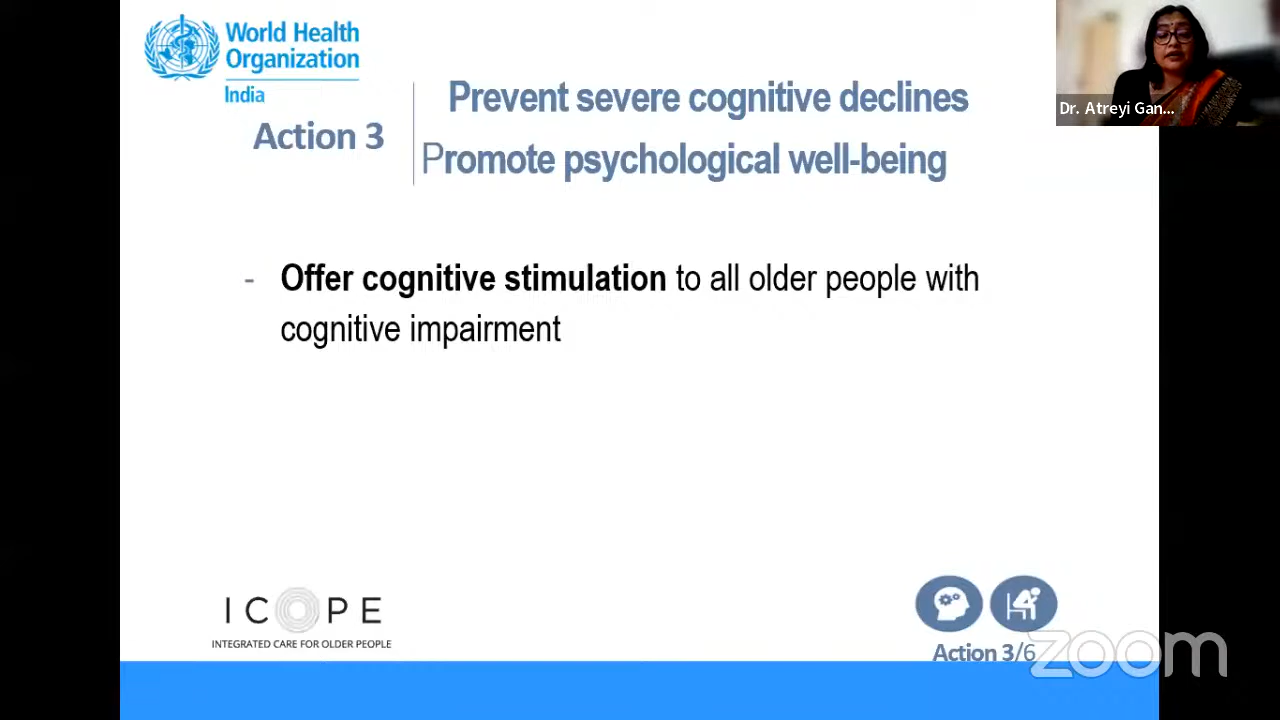 World Health
Organization
India
Action 3
Prevent severe cognitive declines
Promote psychological well-being
- Offer cognitive stimulation to all older people with
cognitive impairment
ICOPE
INTEGRATED CARE FOR OLDER PEOPLE
Action 3/6
zoom
Dr. Atreyi Gan...